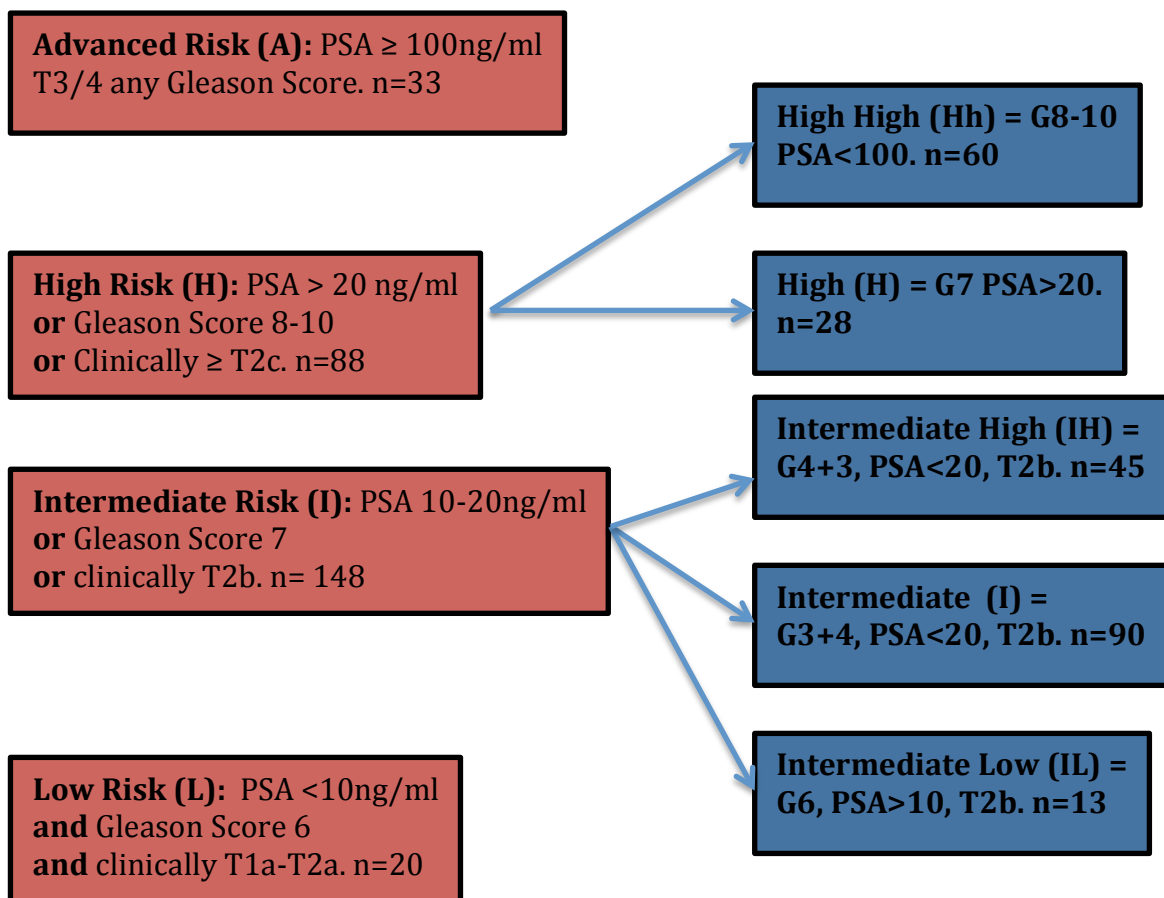 Advanced Risk (A): PSA ≥ 100ng/ml
T3/4 any Gleason Score. n=33
High Risk (H): PSA > 20 ng/ml
or Gleason Score 8-10
or Clinically ≥ T2c. n=88
Intermediate Risk (I): PSA 10-20ng/ml
or Gleason Score 7
or clinically T2b. n= 148
Low Risk (L): PSA <10ng/ml
and Gleason Score 6
and clinically T1a-T2a. n=20
High High (Hh) = G8-10
PSA<100. n=60
High (H) = G7 PSA>20.
n=28
Intermediate High (IH) =
G4+3, PSA<20, T2b. n=45
Intermediate (I) =
G3+4, PSA<20, T2b. n=90
Intermediate Low (IL) =
G6, PSA>10, T2b. n=13